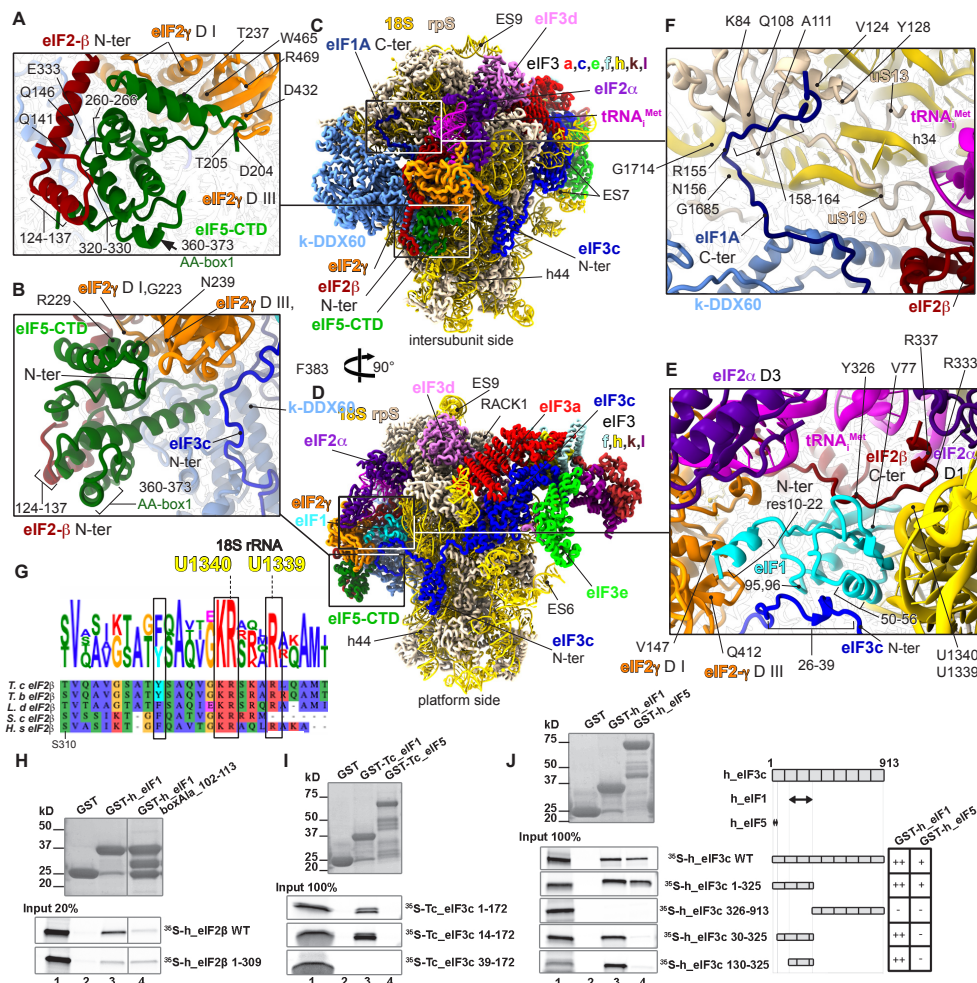 A
eIF2-β N-ter
eIF2γ D I
T237
W465
R469
E333
Q146
260-266
Q141
D432
T205
D204
eIF2γ D III
eIF5-CTD
124-137
320-330
360-373
AA-box1
B
eIF2γ D I,G223
N239
R229
eIF2γ D III,
eIF5-CTD
N-ter
k-DDX60
eIF3c
N-ter
360-373
AA-box1
124-137
eIF2-β N-ter
C
18S rpS
ES9
eIF3d
eIF1A C-ter
eIF3
a,c,e,f,h,k,l
eIF2α
tRNAiMet
G1714
ES7
k-DDX60
eIF2γ
eIF2β
N-ter
eIF5-CTD
eIF3c
N-ter
h44
intersubunit side
F383
90°
D
18S rpS
ES9
eIF3d
RACK1
eIF3a
eIF3c
eIF3
f,h,k,l
eIF2α
eIF2γ
eIF1
eIF5-CTD
eIF3e
ES6
h44
eIF3c
N-ter
platform side
F
K84
Q108
A111
V124
Y128
uS13
tRNAiMet
h34
R155
N156
G1685
158-164
uS19
eIF1A
C-ter
k-DDX60
eIF2β
E
R337
Y326
V77
R333
eIF2α D3
tRNAiMet
eIF2β
C-ter
eIF2α
D1
N-ter
res10-22
eIF1
95,96
50-56
V147
Q412
26-39
eIF3c N-ter
U1340
U1339
eIF2γ D I
eIF2-γ D III
G
18S rRNA
U1340 U1339
T. c eIF2β SVQAVGSATYSAQVGKRSKARLQAMT
T. b eIF2β
L. d eIF2β
S. c eIF2β
H. s eIF2β
S310
H
GST
GST-h_eIF1
GST-h_eIF1
boxAla_102-113
kD
50
37
25
20
Input 20%
35S-h_eIF2β WT
35S-h_eIF2β 1-309
1 2 3 4
I
GST
GST-Tc_eIF1
GST-Tc_eIF5
kD
75
50
37
25
20
Input 100%
35S-Tc_eIF3c 1-172
35S-Tc_eIF3c 14-172
35S-Tc_eIF3c 39-172
1 2 3 4
J
GST
GST-h_eIF1
GST-h_eIF5
kD
75
50
37
25
20
Input 100%
35S-h_eIF3c WT
35S-h_eIF3c 1-325
35S-h_eIF3c 326-913
35S-h_eIF3c 30-325
35S-h_eIF3c 130-325
1 2 3 4
1 913
h_eIF3c
h_eIF1
h_eIF5
GST-h_eIF1
GST-h_eIF5
++ +
++ +
- -
++ -
++ -